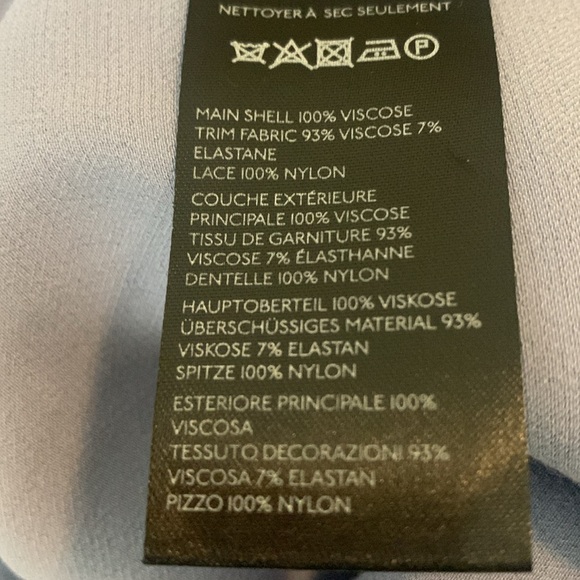 NETTOYER À SEC SEULEMENT
P
MAIN SHELL 100% VISCOSE
TRIM FABRIC 93% VISCOSE 7%
ELASTANE
LACE 100% NYLON
COUCHE EXTÉRIEURE
PRINCIPALE 100% VISCOSE
TISSU DE GARNITURE 93%
VISCOSE 7% ÉLASTHANNE
DENTELLE 100% NYLON
HAUPTOBERTEIL 100% VISKOSE
ÜBERSCHÜSSIGES MATERIAL 93%
VISKOSE 7% ELASTAN
SPITZE 100% NYLON
ESTERIORE PRINCIPALE 100%
VISCOSA
TESSUTO DECORAZIONI 93%
VISCOSA 7% ELASTAN
PIZZO 100% NYLON